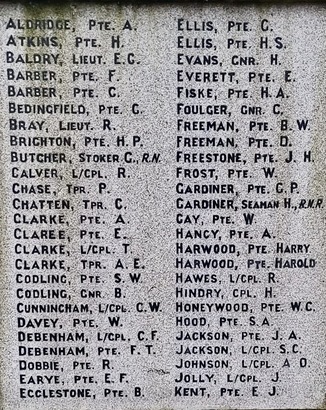 ALDRIDGE, PTE. A.
ATKINS, PTE. H.
BALDRY, LIEUT. E.C.
BARBER, PTE. F.
BARBER, PTE. G.
BEDINGFIELD, PTE. G.
BRAY, LIEUT. R.
BRIGHTON, PTE. H.P.
BUTCHER, STOKER G., R.N.
CALVER, L/CPL. R.
CHASE, TPR. P.
CHATTEN, TPR. C.
CLARKE, PTE. A.
CLARKE, PTE. E.
CLARKE, L/CPL. T.
CLARKE, TPR. A.E.
CODLING, PTE. S.W.
CODLING, GNR. B.
CUNNINGHAM, L/CPL. C.W.
DAVEY, PTE. W.
DEBENHAM, L/CPL. C.F.
DEBENHAM, PTE. F.T.
DOBBIE, PTE. R.
EARYE, PTE. E.F.
ECCLESTONE, PTE. B.
ELLIS, PTE. C.
ELLIS, PTE. H.S.
EVANS, GNR. H.
EVERETT, PTE. E.
FISKE, PTE. H.A.
FOULGER, GNR. C.
FREEMAN, PTE. B.W.
FREEMAN, PTE. D.
FREESTONE, PTE. J.H.
FROST, PTE. W.
GARDINER, PTE. G.P.
GARDINER, SEAMAN H., R.N.R.
GAY, PTE. W.
HANCY, PTE. A.
HARWOOD, PTE. HARRY
HARWOOD, PTE. HAROLD
HAWES, L/CPL. R.
HINDRY, CPL. H.
HONEYWOOD, PTE. W.C.
HOOD, PTE. S.A.
JACKSON, PTE. J.A.
JACKSON, L/CPL. S.C.
JOHNSON, L/CPL. A.O.
JOLLY, L/CPL. J.
KENT, PTE. E.J.